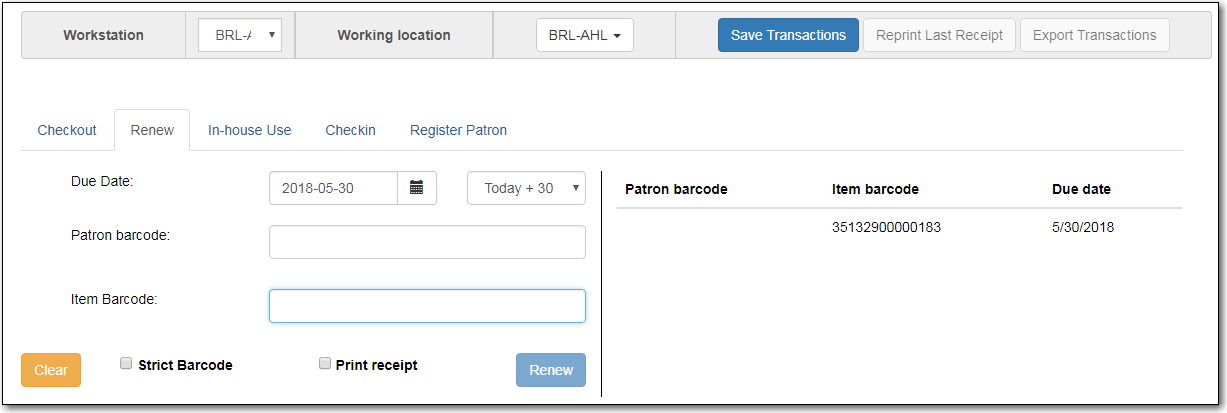 Workstation BRL-A Working location BRL-AHL Save Transactions Reprint Last Receipt Export Transactions
Checkout Renew In-house Use Checkin Register Patron
Due Date: 2018-05-30 Today + 30
Patron barcode:
Item Barcode:
Clear Strict Barcode Print receipt Renew
Patron barcode Item barcode Due date
35132900000183 5/30/2018